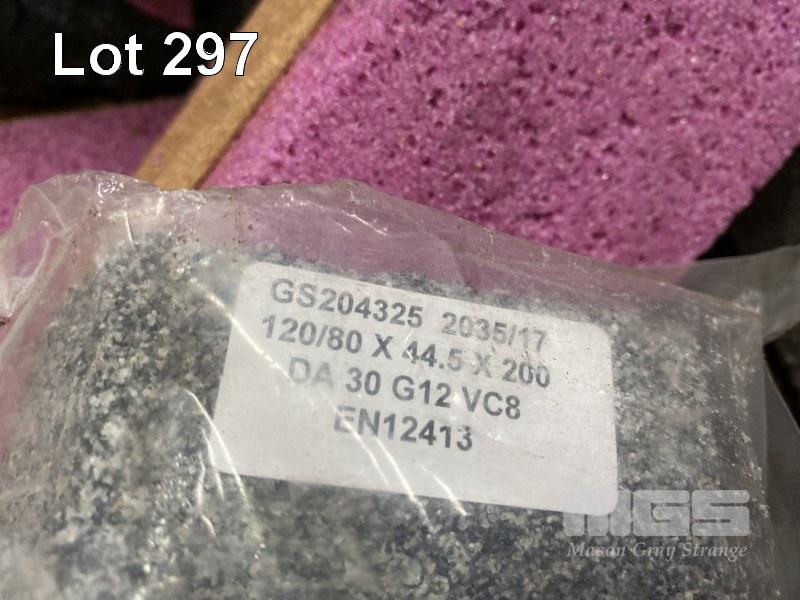 Lot 297
GS204325 2035/17
120/80 X 44.5 X 200
DA 30 G12 VC8
EN12413
MGS
Mason Gray Strange